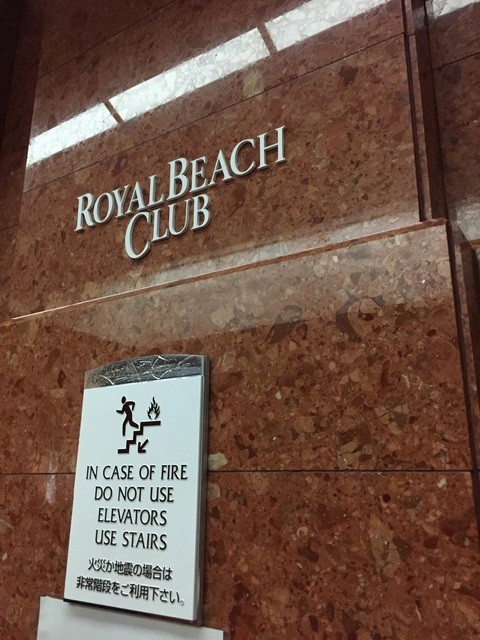 ROYAL BEACH
CLUB
IN CASE OF FIRE
DO NOT USE
ELEVATORS
USE STAIRS
火災か地震の場合は
非常階段をご利用下さい。